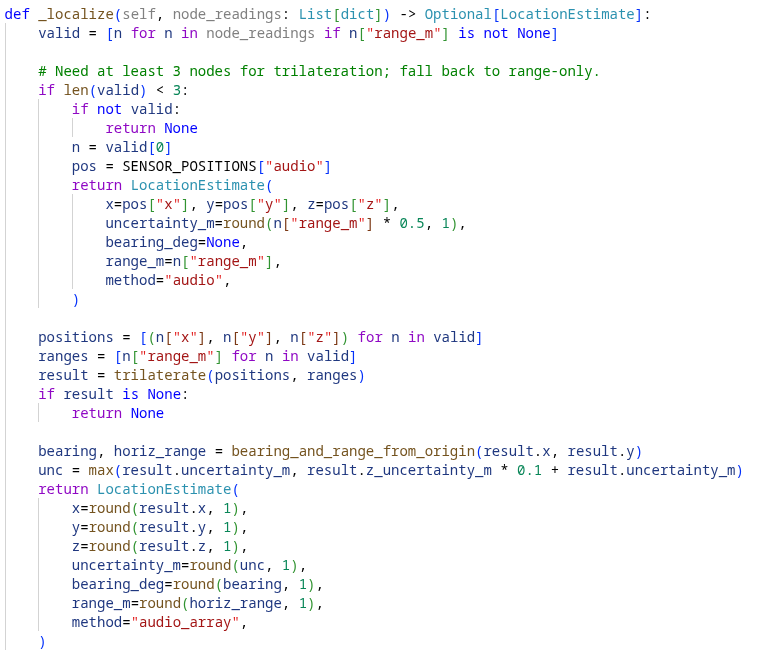 def _localize(self, node_readings: List[dict]) -> Optional[LocationEstimate]:
    valid = [n for n in node_readings if n["range_m"] is not None]

    # Need at least 3 nodes for trilateration; fall back to range-only.
    if len(valid) < 3:
        if not valid:
            return None
        n = valid[0]
        pos = SENSOR_POSITIONS["audio"]
        return LocationEstimate(
            x=pos["x"], y=pos["y"], z=pos["z"],
            uncertainty_m=round(n["range_m"] * 0.5, 1),
            bearing_deg=None,
            range_m=n["range_m"],
            method="audio",
        )

    positions = [(n["x"], n["y"], n["z"]) for n in valid]
    ranges = [n["range_m"] for n in valid]
    result = trilaterate(positions, ranges)
    if result is None:
        return None

    bearing, horiz_range = bearing_and_range_from_origin(result.x, result.y)
    unc = max(result.uncertainty_m, result.z_uncertainty_m * 0.1 + result.uncertainty_m)
    return LocationEstimate(
        x=round(result.x, 1),
        y=round(result.y, 1),
        z=round(result.z, 1),
        uncertainty_m=round(unc, 1),
        bearing_deg=round(bearing, 1),
        range_m=round(horiz_range, 1),
        method="audio_array",
    )